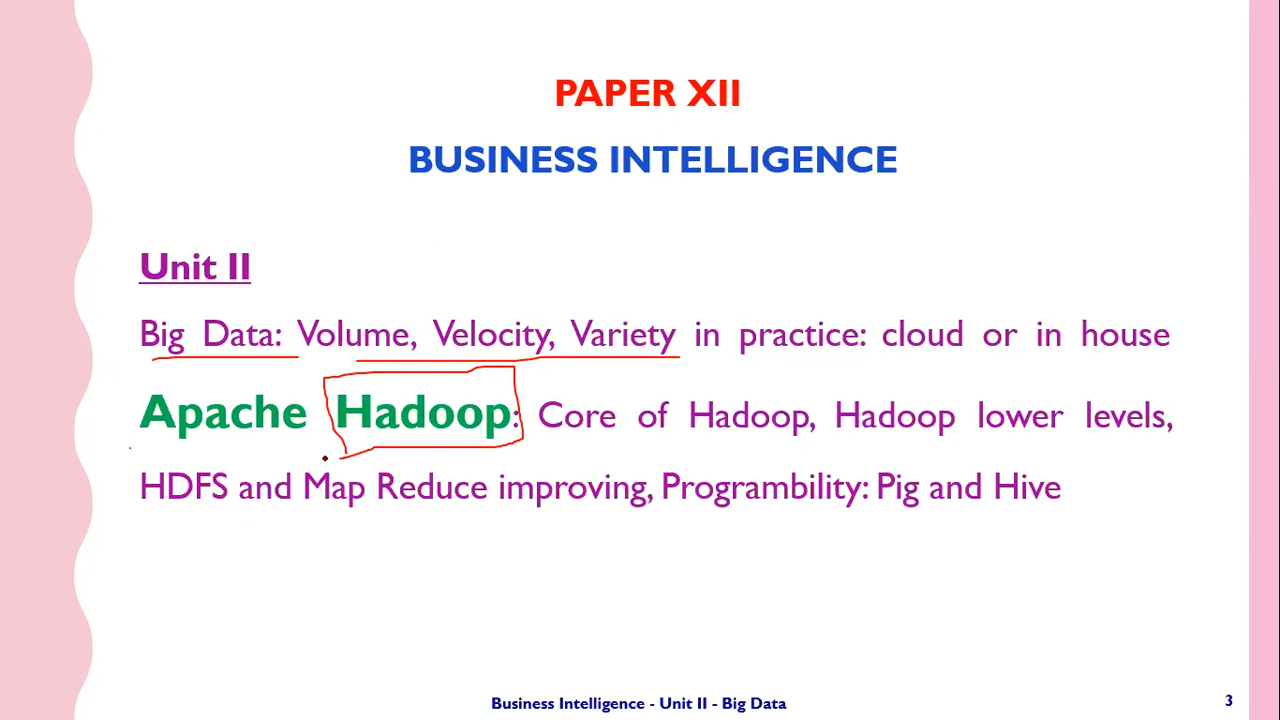 PAPER XII
BUSINESS INTELLIGENCE
Unit II
Big Data: Volume, Velocity, Variety in practice: cloud or in house
Apache Hadoop: Core of Hadoop, Hadoop lower levels,
HDFS and Map Reduce improving, Programbility: Pig and Hive
Business Intelligence - Unit II - Big Data
3